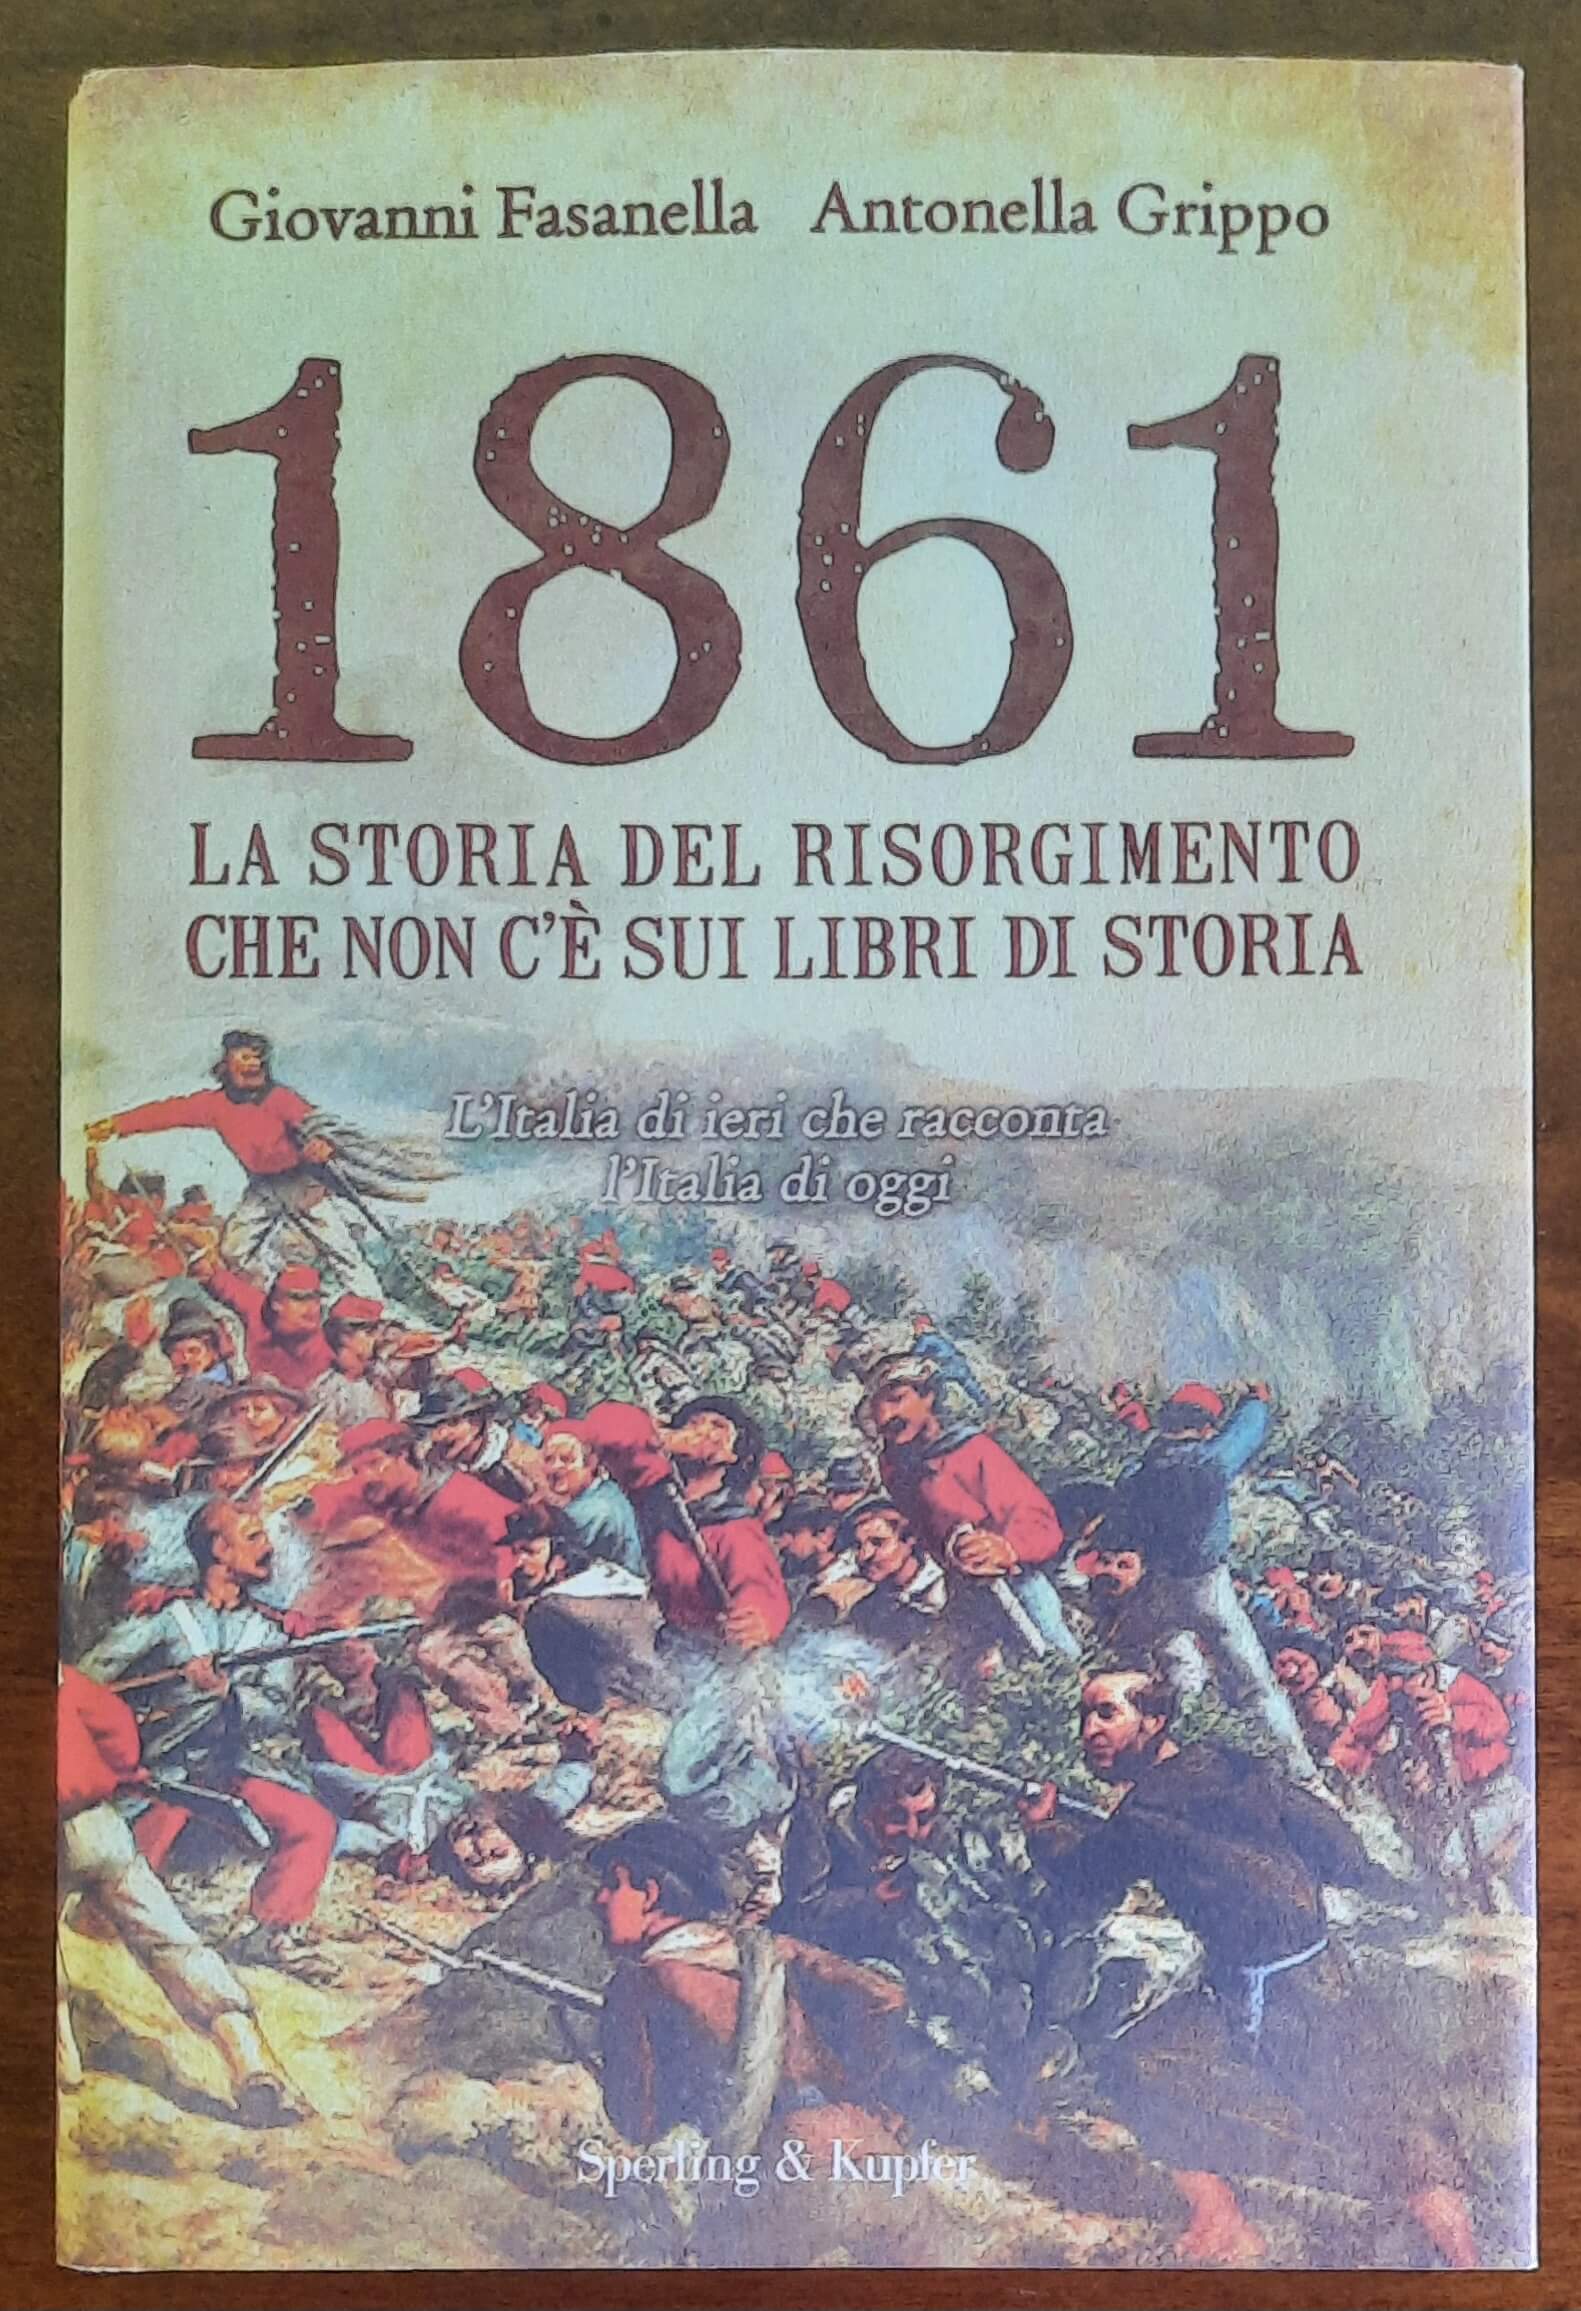 Giovanni Fasanella Antonella Grippo
1861
LA STORIA DEL RISORGIMENTO
CHE NON C'È SUI LIBRI DI STORIA
L'Italia di ieri che racconta
l'Italia di oggi
Sperling & Kupfer